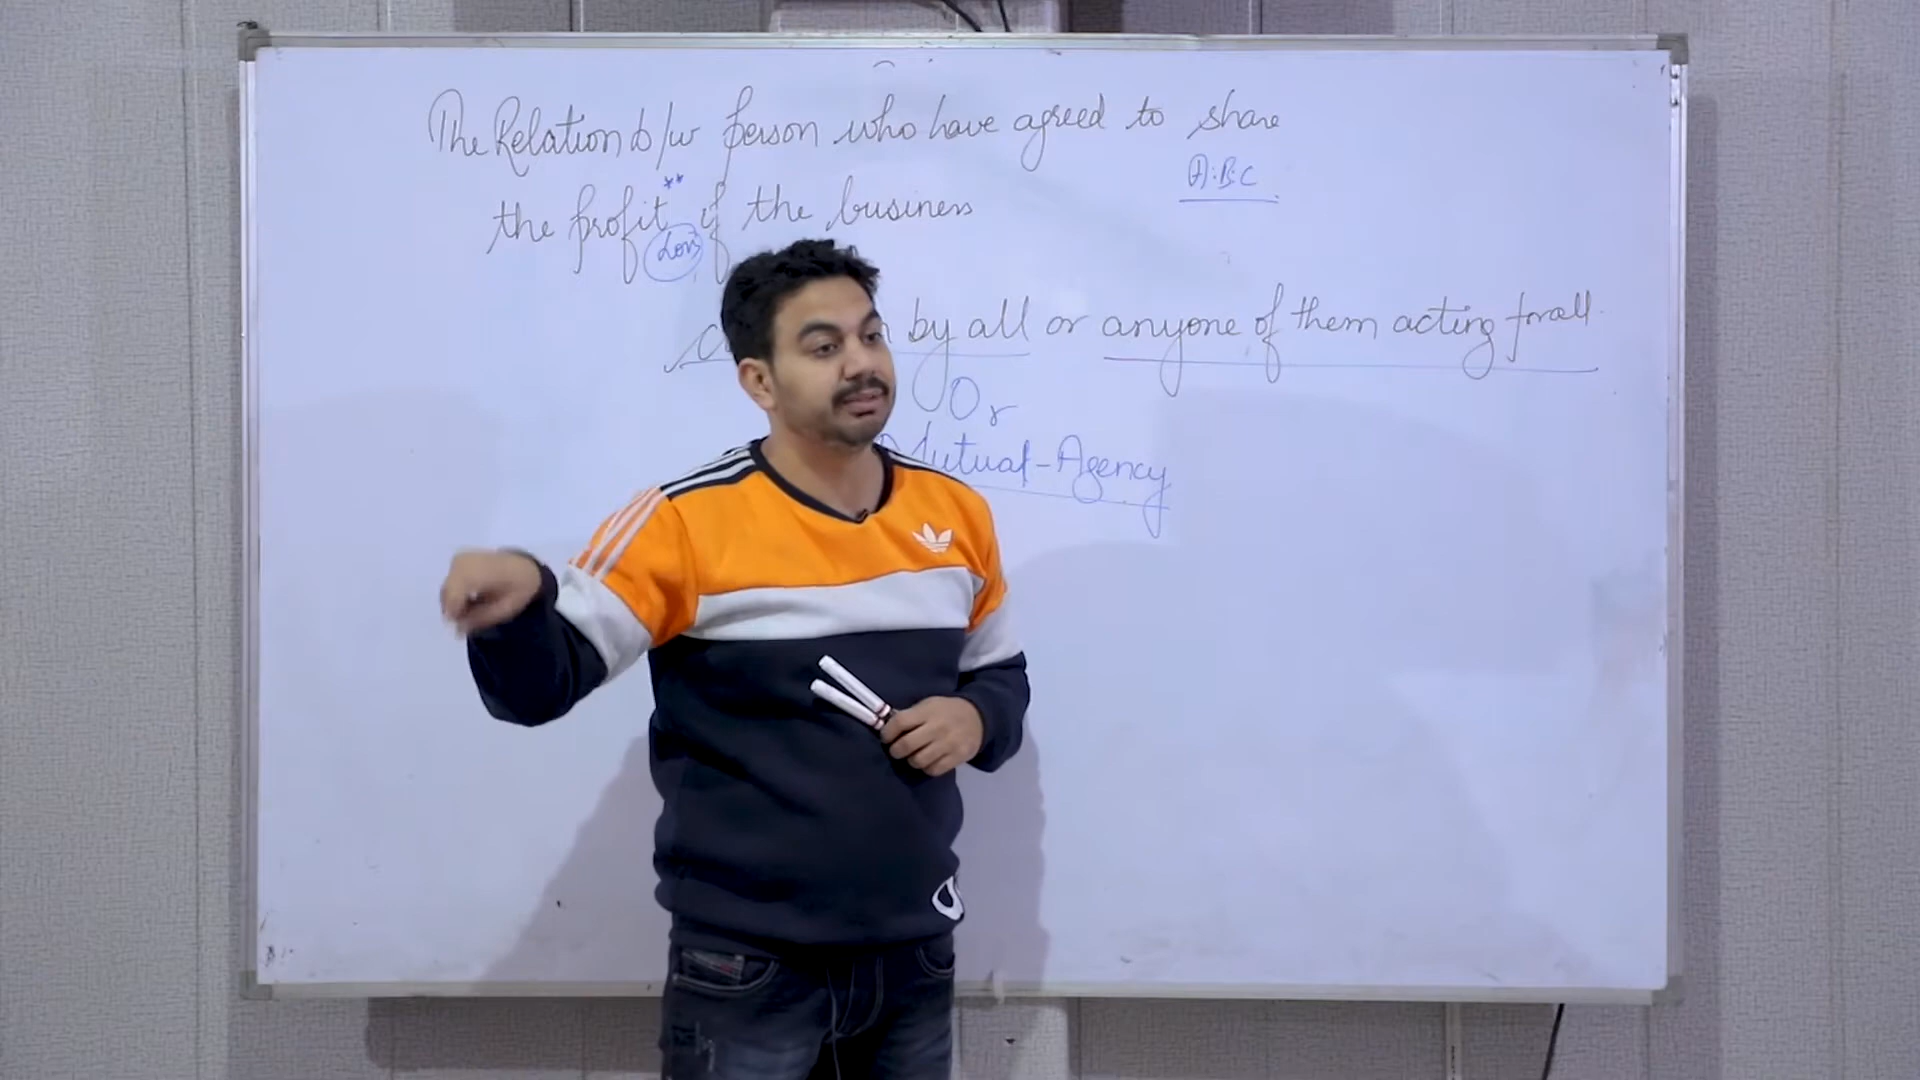 The Relation b/w person who have agreed to share
A:B:C
the profit** of the business
Loss
by all or anyone of them acting for all
Or
Mutual-Agency